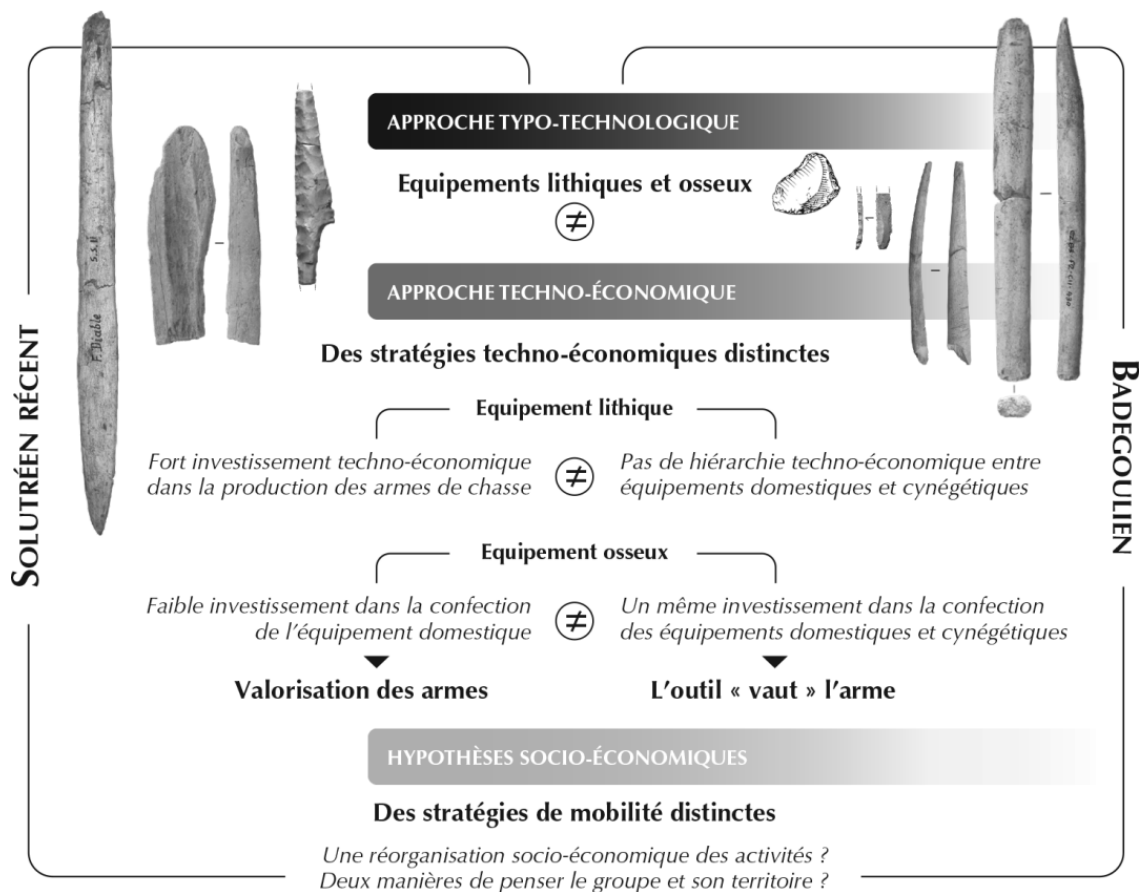 APPROCHE TYPO-TECHNOLOGIQUE
Equipements lithiques et osseux
≠
APPROCHE TECHNO-ÉCONOMIQUE
Des stratégies techno-économiques distinctes
SOLUTRÉEN RÉCENT
BADEGOULIEN
F. Diable
Equipement lithique
Fort investissement techno-économique
dans la production des armes de chasse
≠
Pas de hiérarchie techno-économique entre
équipements domestiques et cynégétiques
Equipement osseux
Faible investissement dans la confection
de l'équipement domestique
≠
Un même investissement dans la confection
des équipements domestiques et cynégétiques
Valorisation des armes
L'outil « vaut » l'arme
HYPOTHÈSES SOCIO-ÉCONOMIQUES
Des stratégies de mobilité distinctes
Une réorganisation socio-économique des activités ?
Deux manières de penser le groupe et son territoire ?